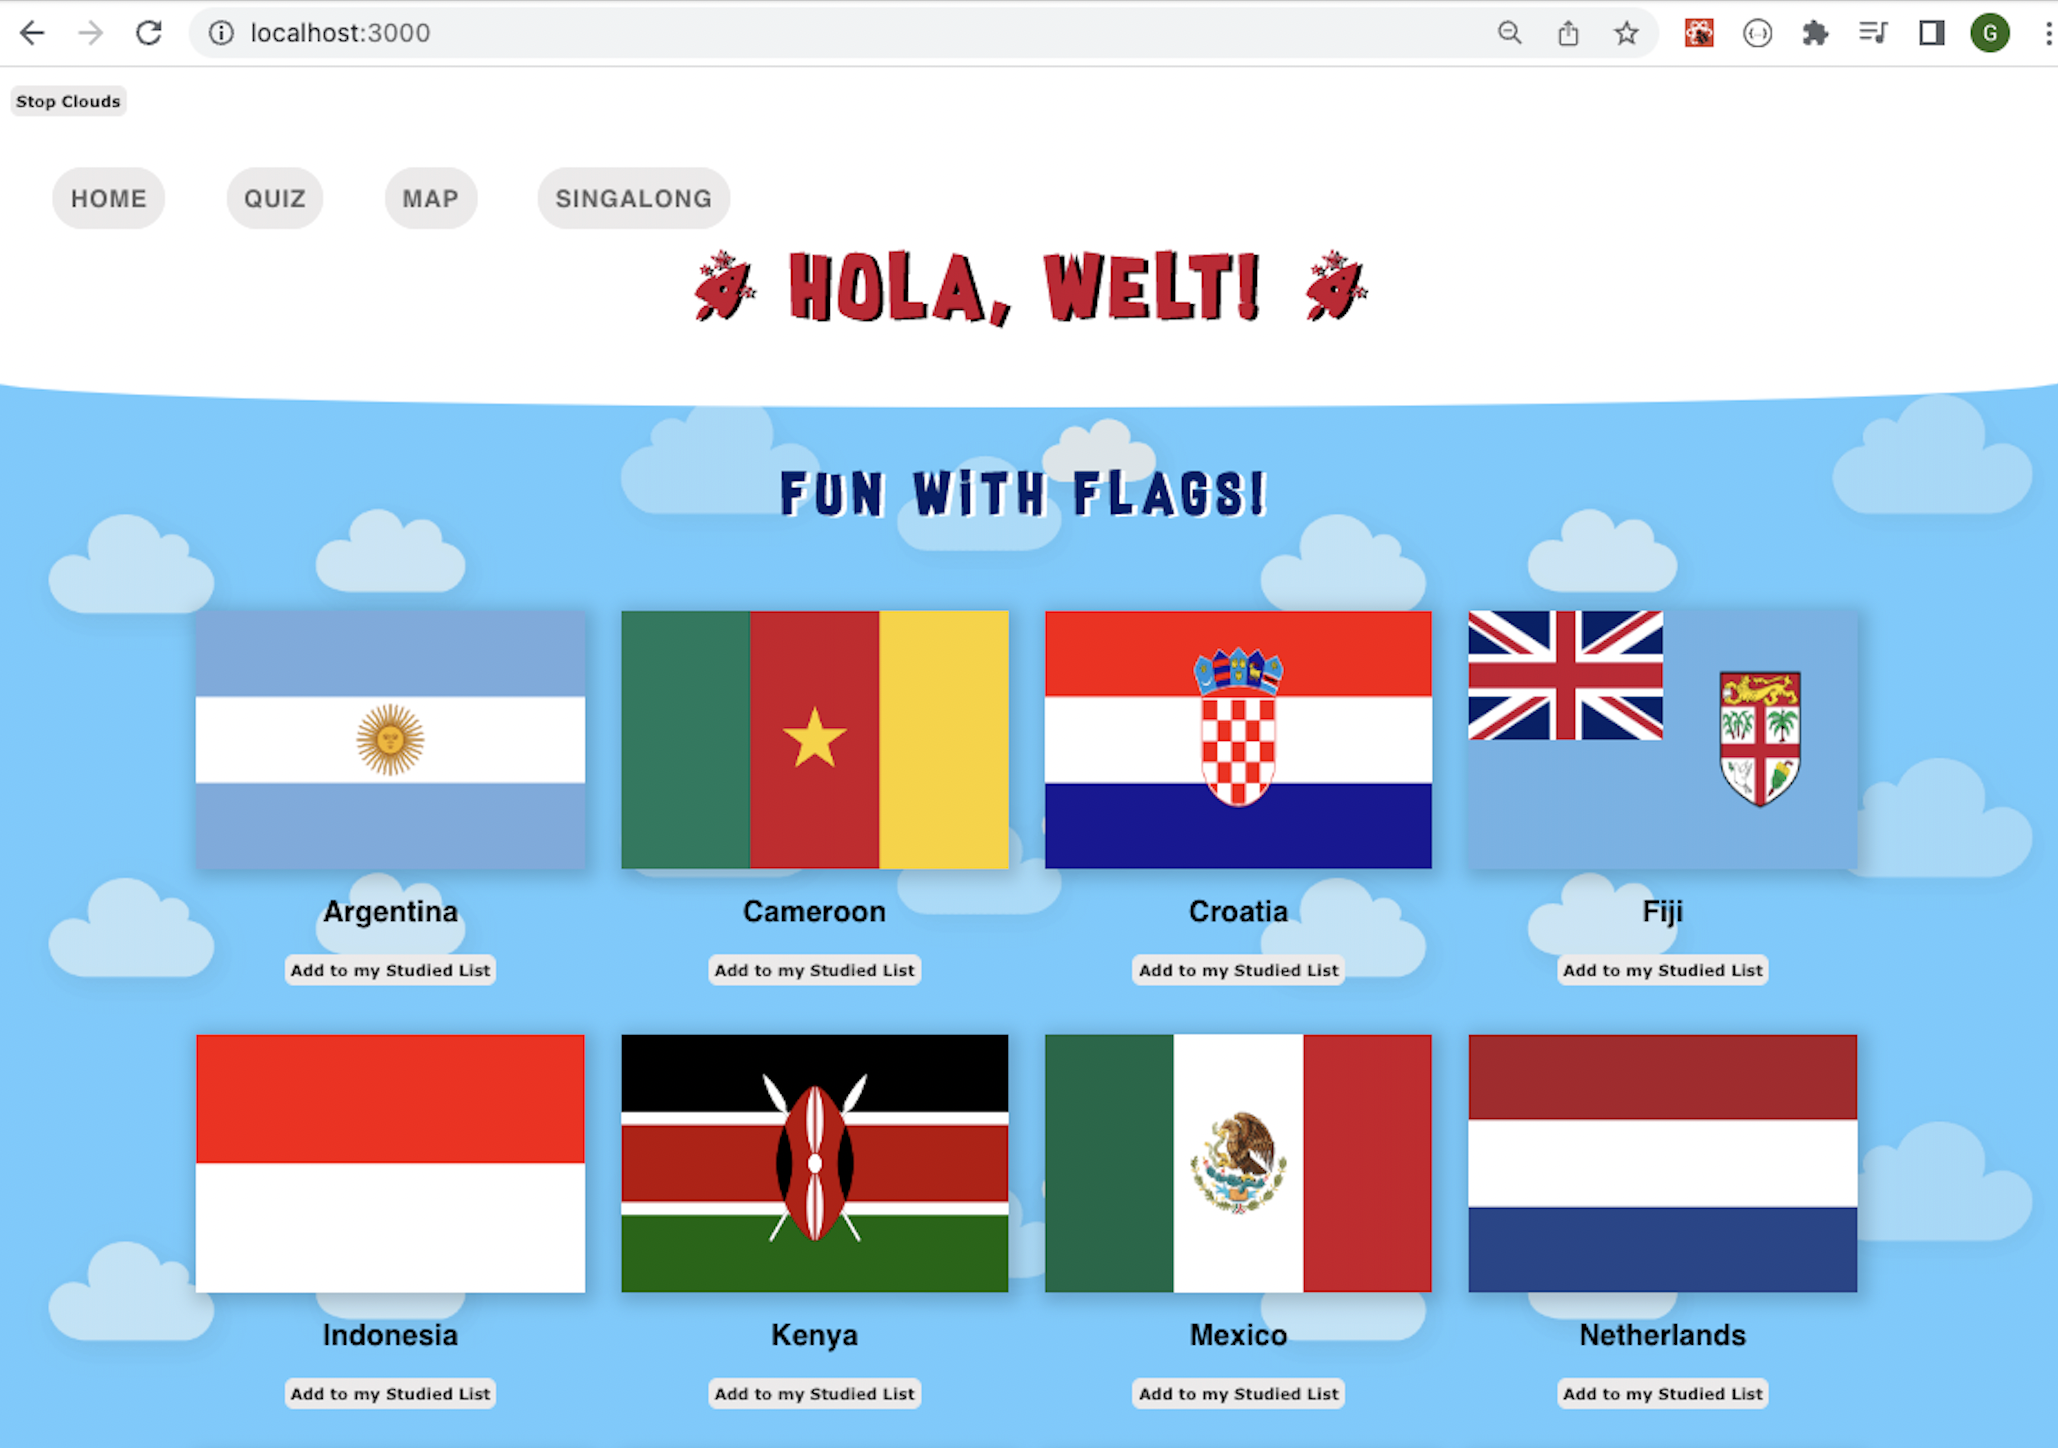 localhost:3000
G
Stop Clouds
HOME QUIZ MAP SINGALONG
HOLA, WELT!
FUN WITH FLAGS!
Argentina Cameroon Croatia Fiji
Add to my Studied List Add to my Studied List Add to my Studied List Add to my Studied List
Indonesia Kenya Mexico Netherlands
Add to my Studied List Add to my Studied List Add to my Studied List Add to my Studied List